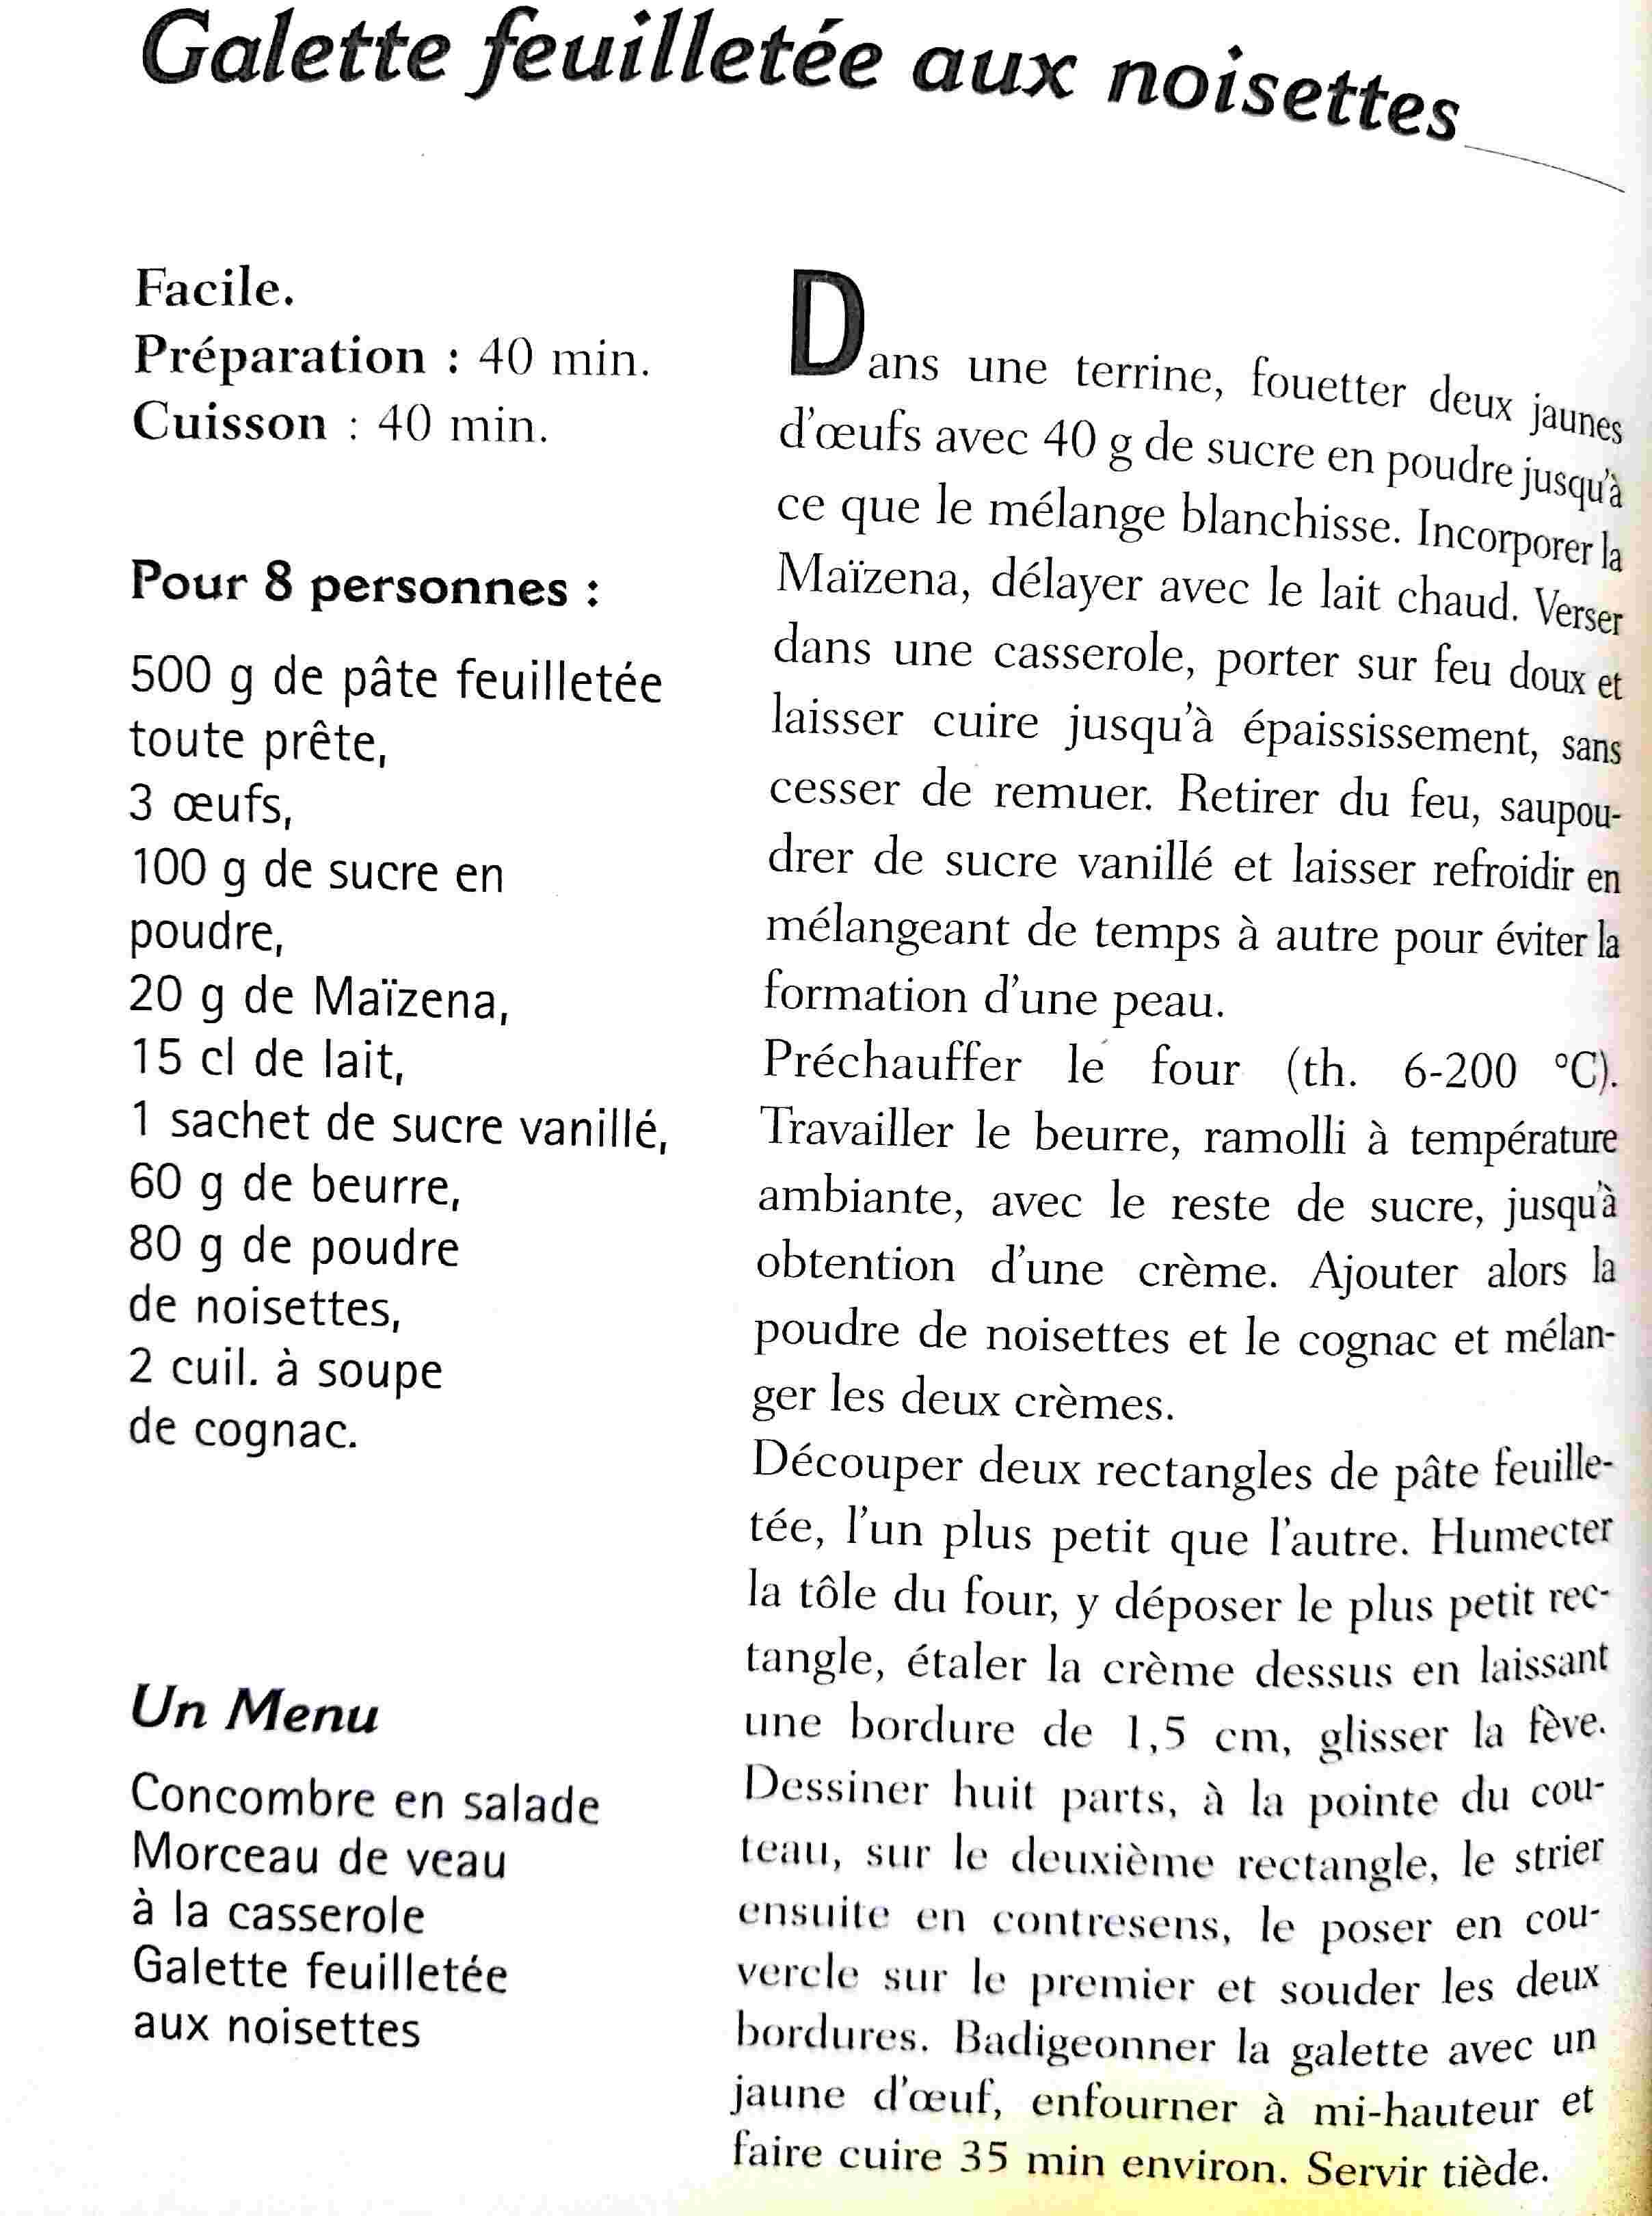 Galette feuilletée aux noisettes
Facile.
Préparation : 40 min.
Cuisson : 40 min.
Pour 8 personnes :
500 g de pâte feuilletée
toute prête,
3 œufs,
100 g de sucre en
poudre,
20 g de Maïzena,
15 cl de lait,
1 sachet de sucre vanillé,
60 g de beurre,
80 g de poudre
de noisettes,
2 cuil. à soupe
de cognac.
Un Menu
Concombre en salade
Morceau de veau
à la casserole
Galette feuilletée
aux noisettes
Dans une terrine, fouetter deux jaunes
d'œufs avec 40 g de sucre en poudre jusqu'à
ce que le mélange blanchisse. Incorporer la
Maïzena, délayer avec le lait chaud. Verser
dans une casserole, porter sur feu doux et
laisser cuire jusqu'à épaississement, sans
cesser de remuer. Retirer du feu, saupou-
drer de sucre vanillé et laisser refroidir en
mélangeant de temps à autre pour éviter la
formation d'une peau.
Préchauffer le four (th. 6-200 °C).
Travailler le beurre, ramolli à température
ambiante, avec le reste de sucre, jusqu'à
obtention d'une crème. Ajouter alors la
poudre de noisettes et le cognac et mélan-
ger les deux crèmes.
Découper deux rectangles de pâte feuille-
tée, l'un plus petit que l'autre. Humecter
la tôle du four, y déposer le plus petit rec-
tangle, étaler la crème dessus en laissant
une bordure de 1,5 cm, glisser la fève.
Dessiner huit parts, à la pointe du cou-
teau, sur le deuxième rectangle, le strier
ensuite en contresens, le poser en cou-
vercle sur le premier et souder les deux
bordures. Badigeonner la galette avec un
jaune d'œuf, enfourner à mi-hauteur et
faire cuire 35 min environ. Servir tiède.